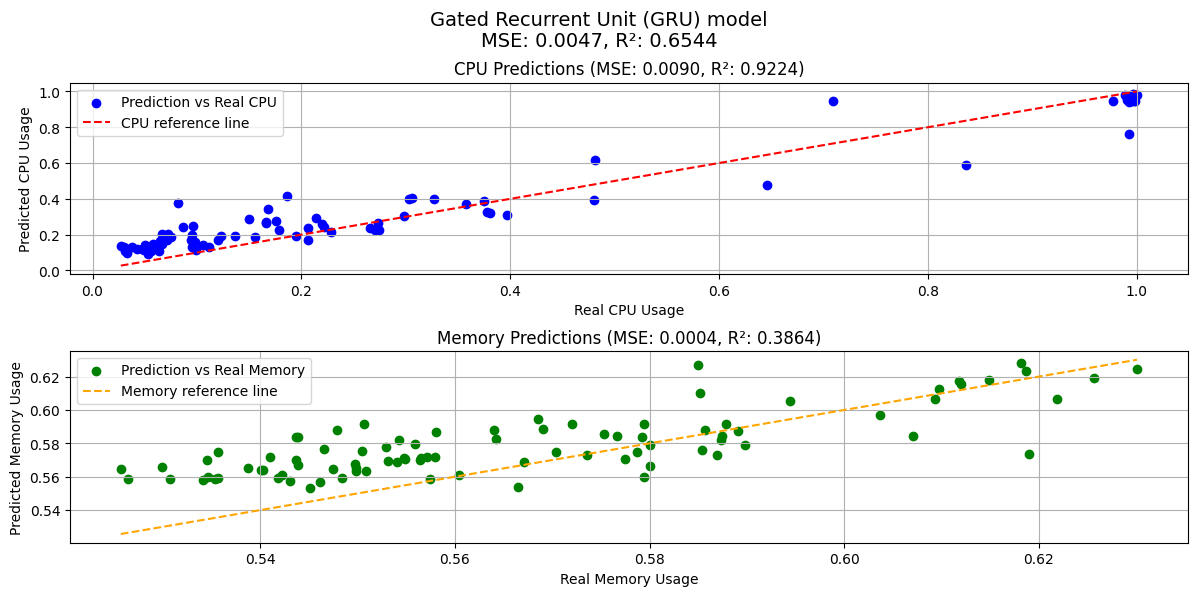 Gated Recurrent Unit (GRU) model
MSE: 0.0047, R²: 0.6544
CPU Predictions (MSE: 0.0090, R²: 0.9224)
Prediction vs Real CPU
CPU reference line
Predicted CPU Usage
1.0
0.8
0.6
0.4
0.2
0.0
0.0 0.2 0.4 0.6 0.8 1.0
Real CPU Usage
Memory Predictions (MSE: 0.0004, R²: 0.3864)
Prediction vs Real Memory
Memory reference line
Predicted Memory Usage
0.62
0.60
0.58
0.56
0.54
0.54 0.56 0.58 0.60 0.62
Real Memory Usage